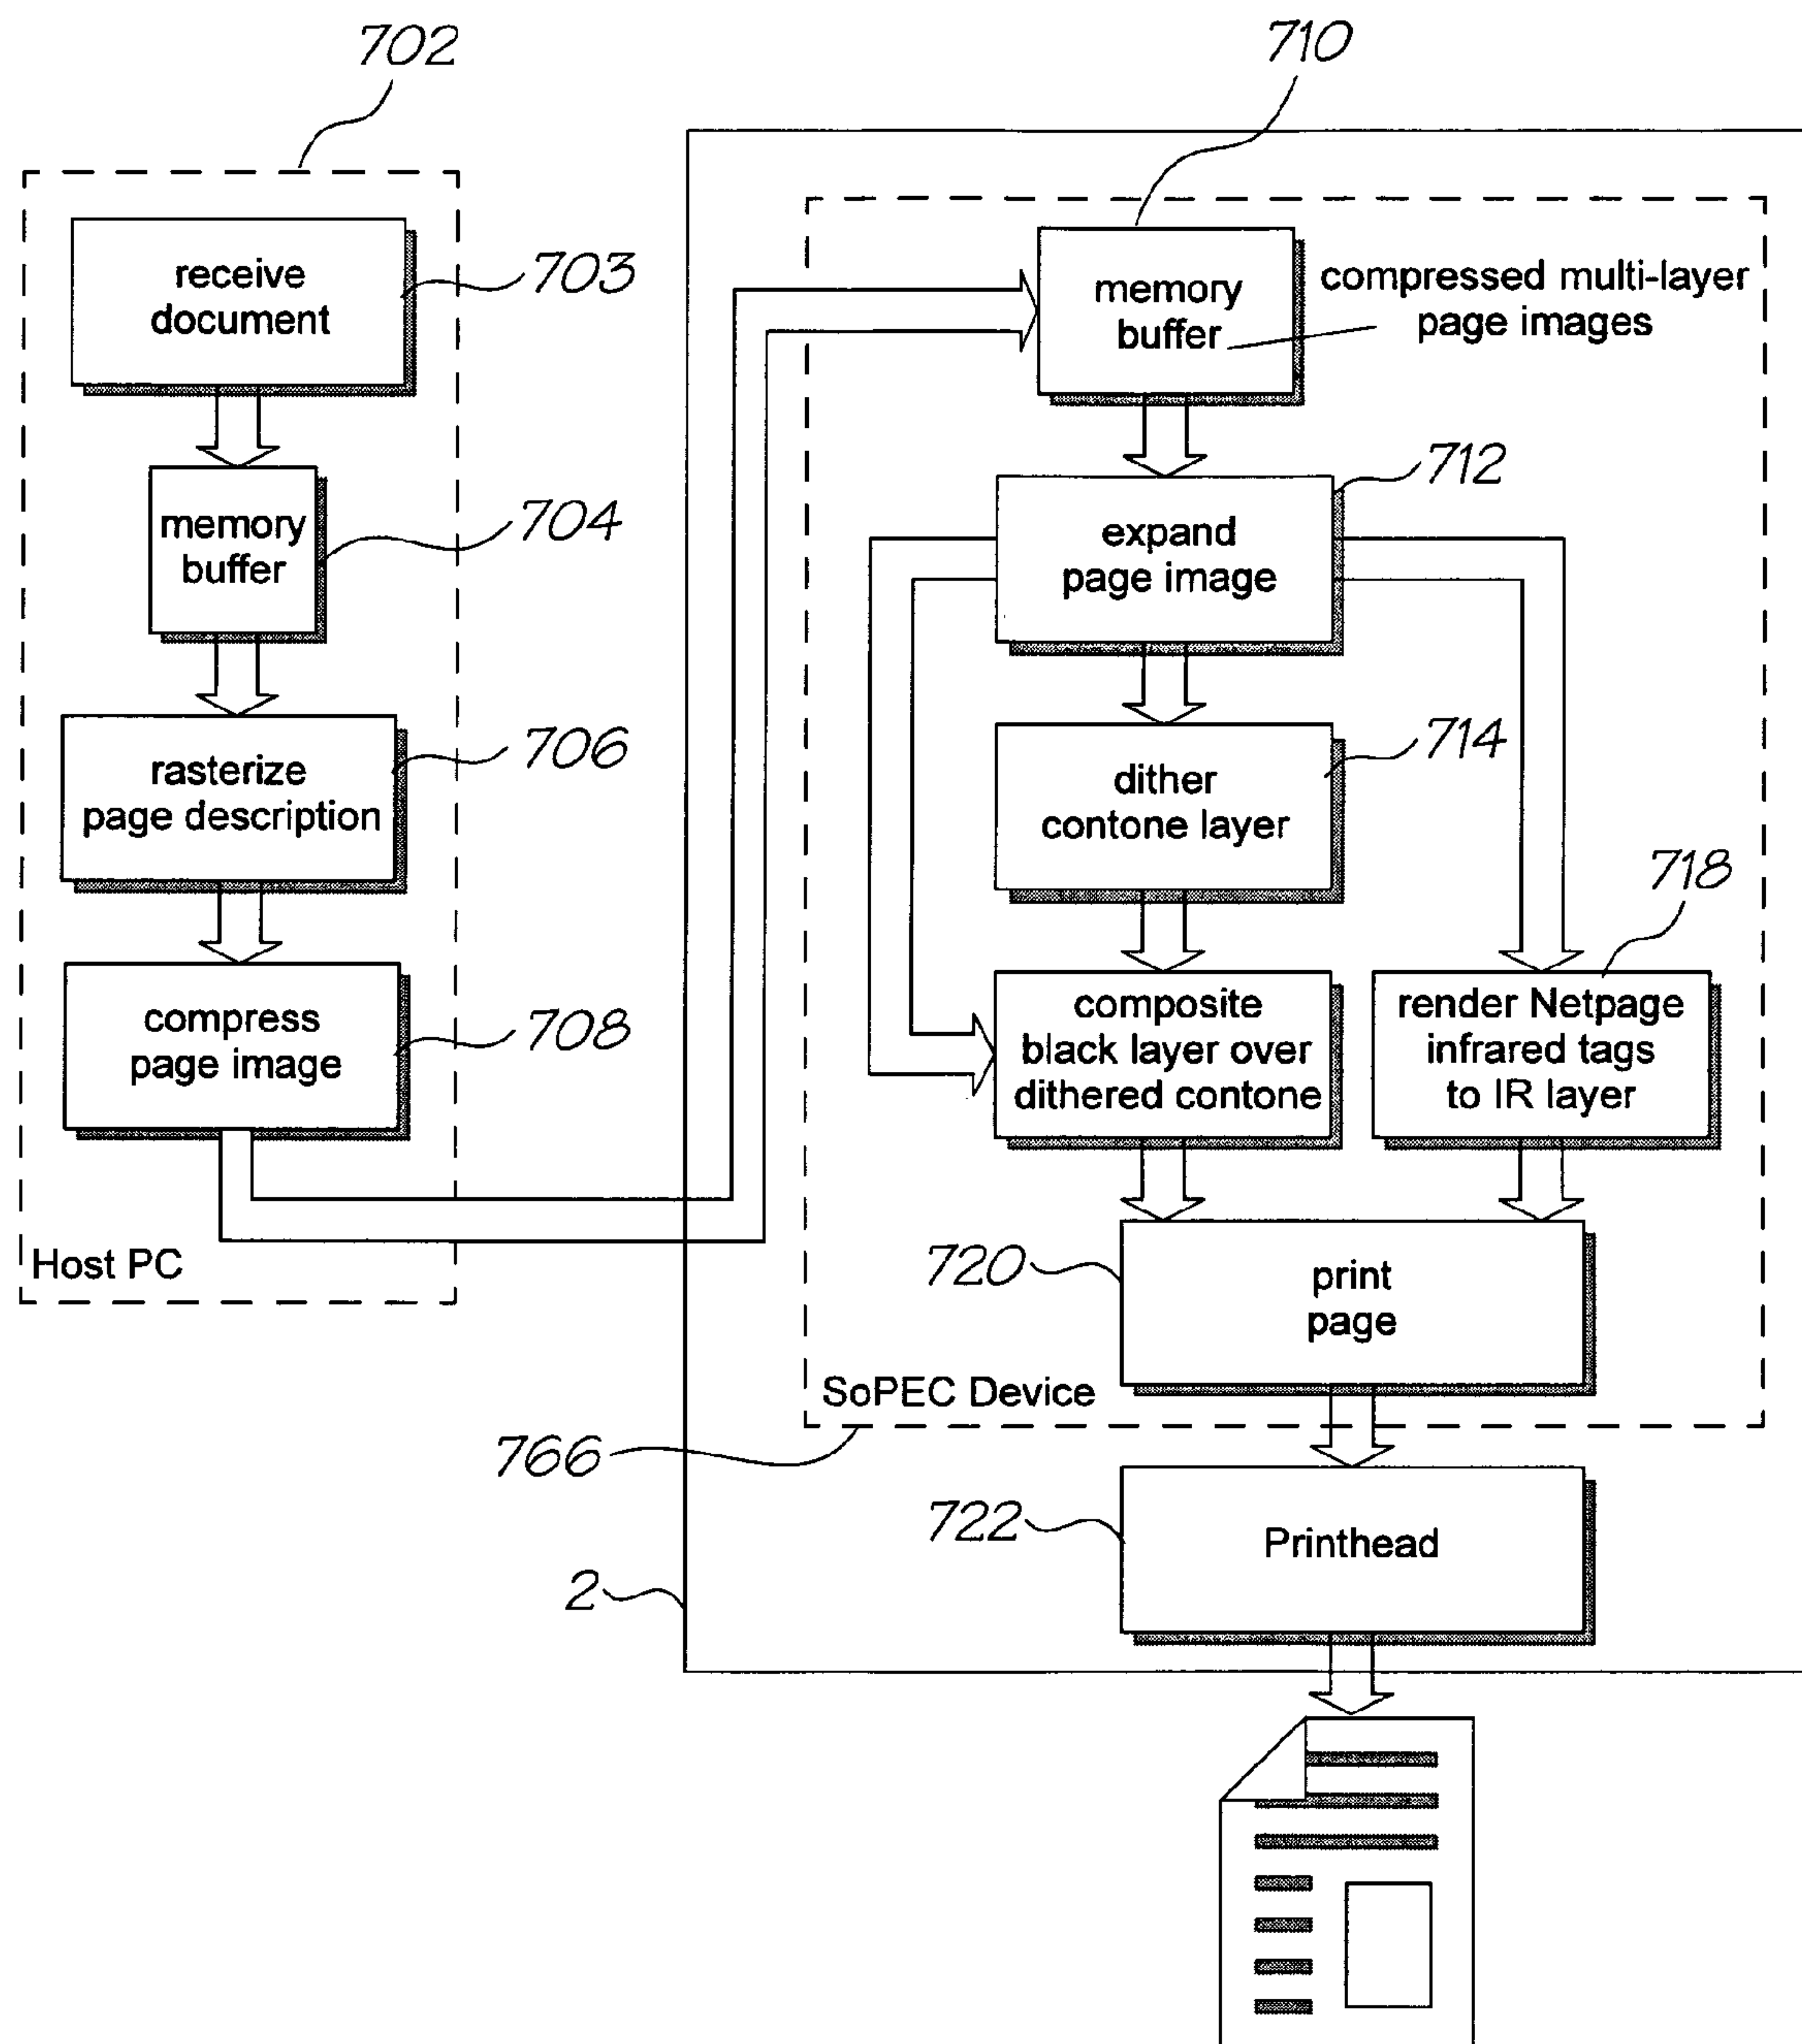 702
710
receive
document
703
memory
buffer
compressed multi-layer
page images
memory
buffer
704
expand
page image
712
rasterize
page description
706
dither
contone layer
714
718
compress
page image
708
composite
black layer over
dithered contone
render Netpage
infrared tags
to IR layer
Host PC
720
print
page
SoPEC Device
766
722
Printhead
2